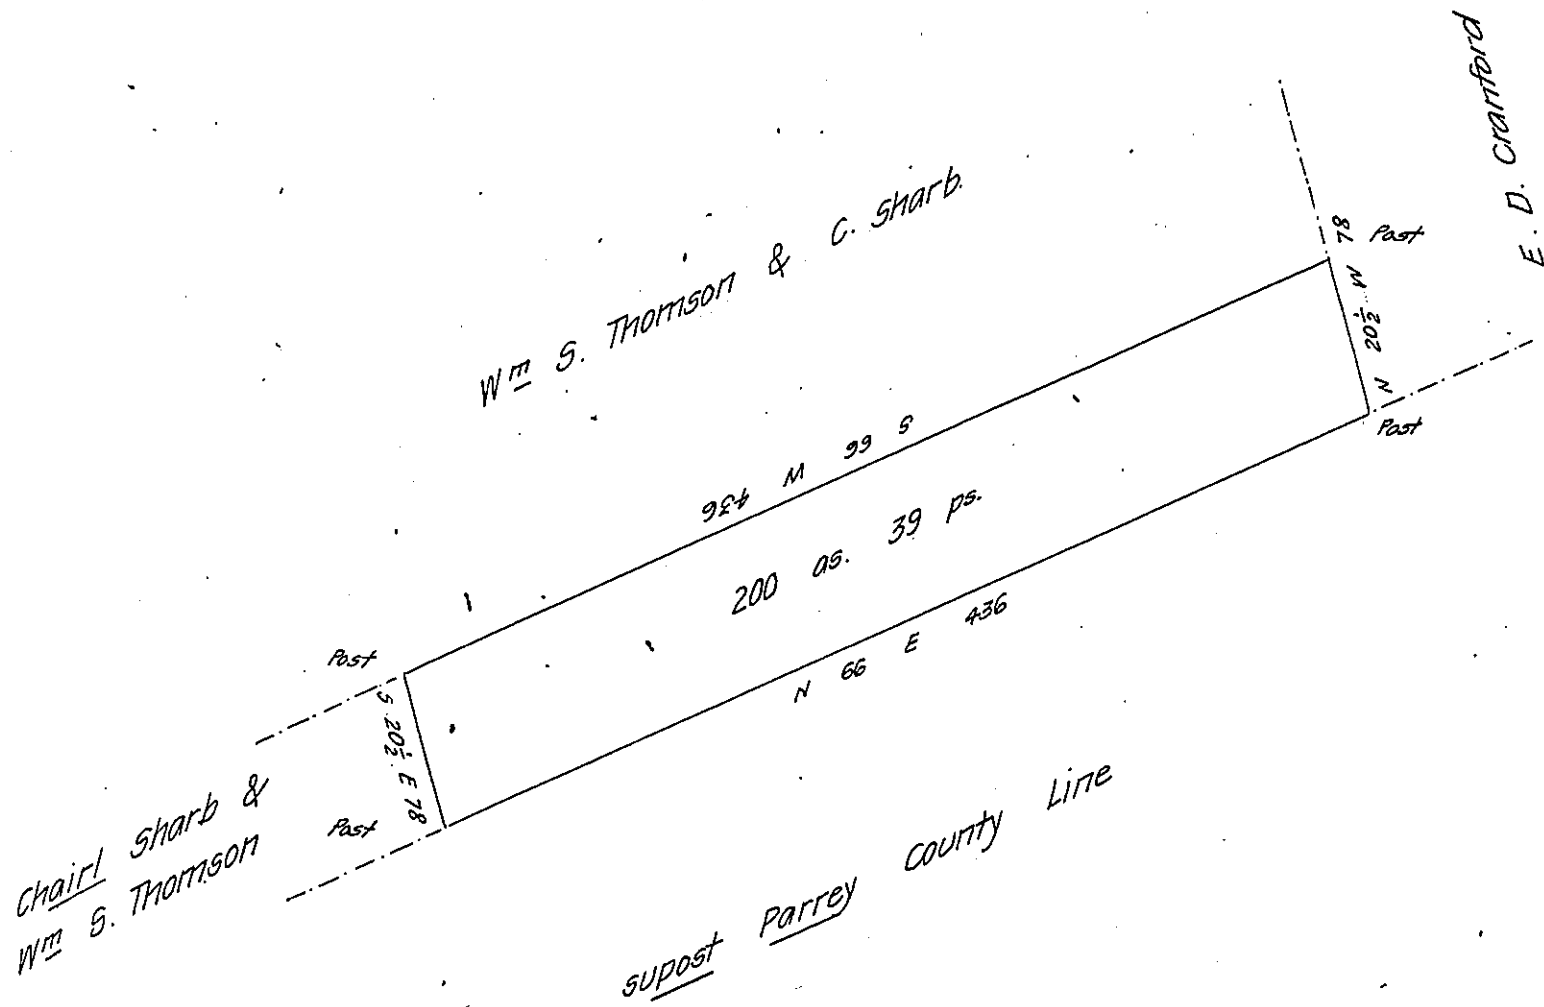 E. D. Cranford
Wm S. Thomson & C. Sharb.
Post
N 20½ W 78
Post
S 66 W 436
200 as. 39 ps.
N 66 E 436
Post
S 20½ E 78
Post
Chairl Sharb &
Wm S. Thomson
supost Parrey County Line